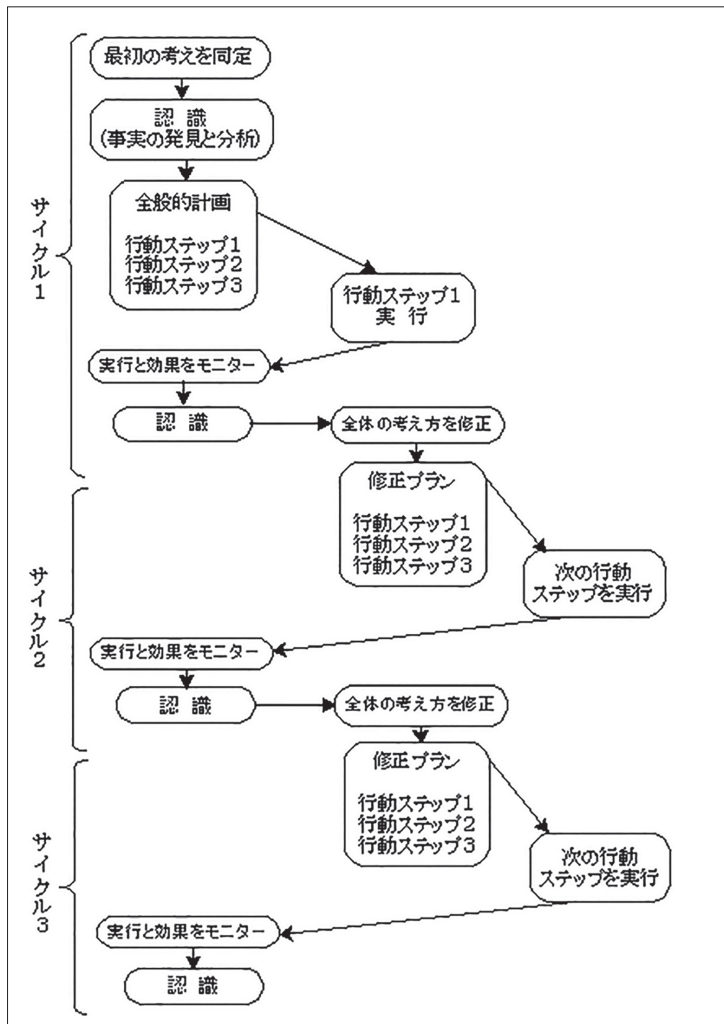 サイクル1
最初の考えを同定
認 識
(事実の発見と分析)
全般的計画
行動ステップ1
行動ステップ2
行動ステップ3
行動ステップ1
実 行
実行と効果をモニター
認 識
全体の考え方を修正
サイクル2
修正プラン
行動ステップ1
行動ステップ2
行動ステップ3
次の行動
ステップを実行
実行と効果をモニター
認 識
全体の考え方を修正
サイクル3
修正プラン
行動ステップ1
行動ステップ2
行動ステップ3
次の行動
ステップを実行
実行と効果をモニター
認 識